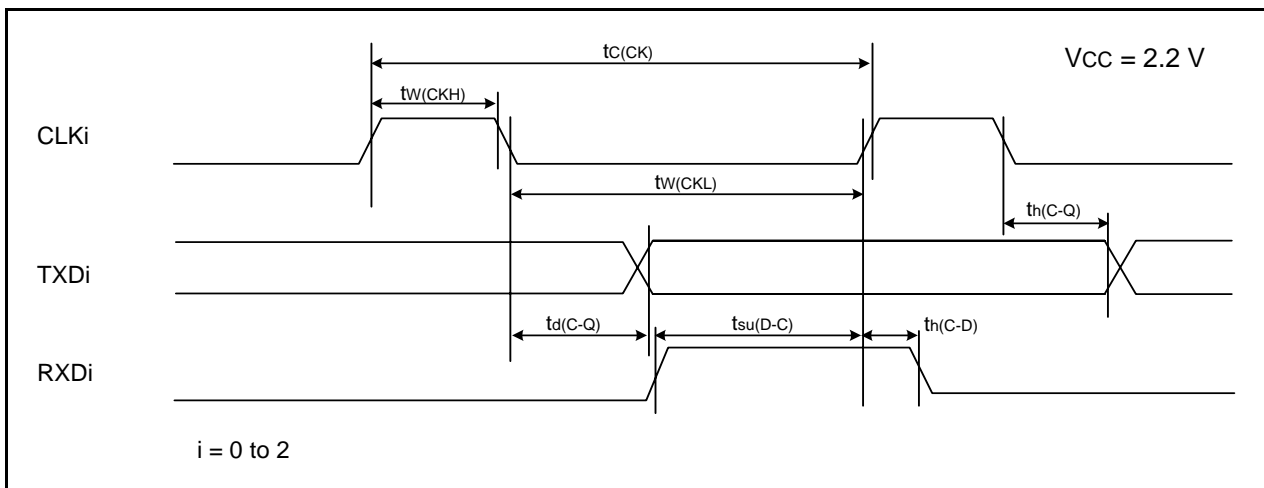 tC(CK)
VCC = 2.2 V
tW(CKH)
CLKi
tW(CKL)
th(C-Q)
TXDi
td(C-Q)
tsu(D-C)
th(C-D)
RXDi
i = 0 to 2